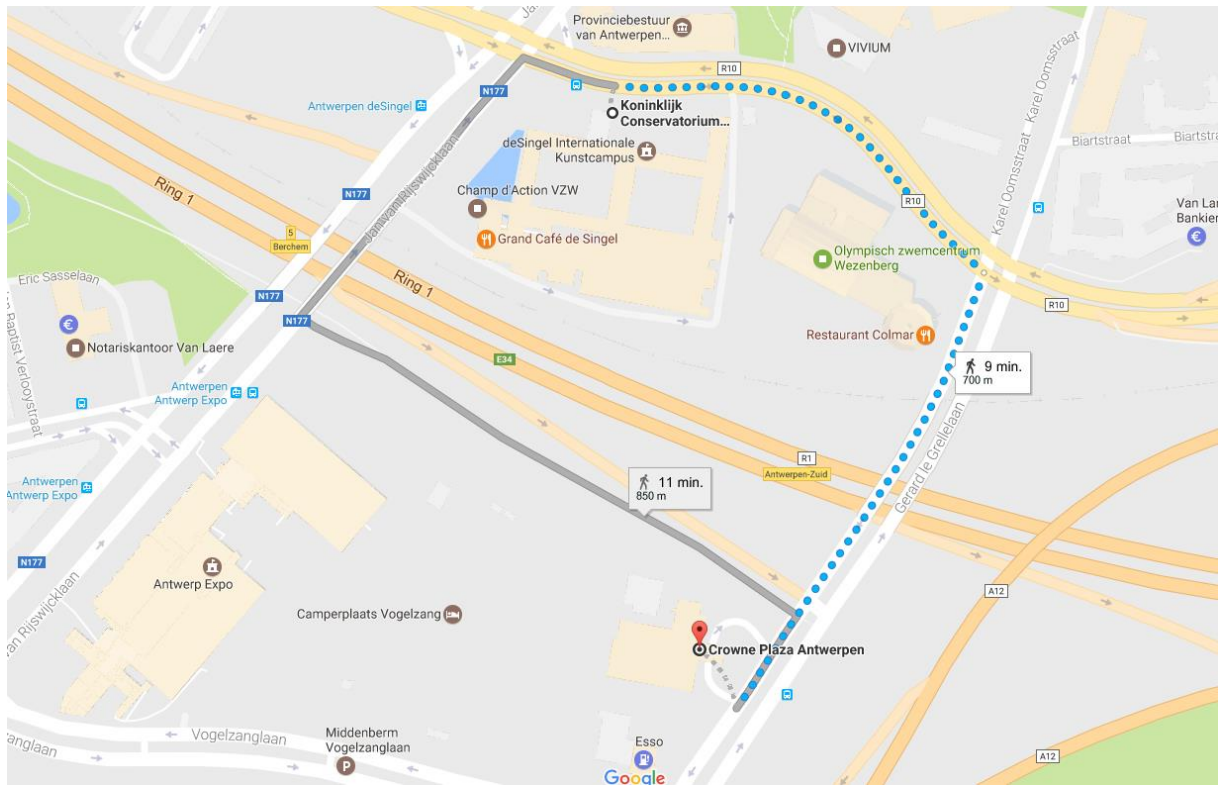 Provinciebestuur
van Antwerpen...
VIVIUM
R10
Karel Oomsstraat
Karel Oomsstraat
N177
N177
Antwerpen deSingel
Koninklijk
Conservatorium...
deSingel Internationale
Kunstcampus
Biartstraat
Biartstraat
Ring 1
N177
Champ d'Action VZW
R10
Van Lan
Bankier
5
Berchem
Grand Café de Singel
Olympisch zwemcentrum
Wezenberg
Eric Sasselaan
Ring 1
N177
N177
R10
Notariskantoor Van Laere
Restaurant Colmar
E34
9 min.
700 m
Antwerpen
Antwerp Expo
R1
Antwerpen-Zuid
11 min.
850 m
Gerard le Grellelaan
Antwerpen
Antwerp Expo
N177
Antwerp Expo
A12
Camperplaats Vogelzang
van Rijswijcklaan
Crowne Plaza Antwerpen
Vogelzanglaan
Middenberm
Vogelzanglaan
Esso
A12
Google